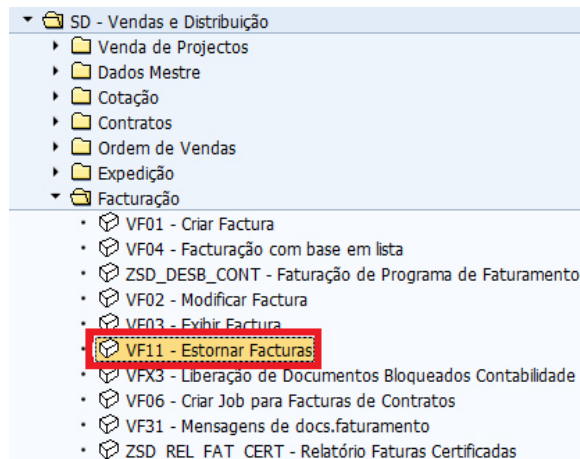 SD - Vendas e Distribuição
Venda de Projectos
Dados Mestre
Cotação
Contratos
Ordem de Vendas
Expedição
Facturação
VF01 - Criar Factura
VF04 - Facturação com base em lista
ZSD_DESB_CONT - Faturação de Programa de Faturamento
VF02 - Modificar Factura
VF03 - Exibir Factura
VF11 - Estornar Facturas
VFX3 - Liberação de Documentos Bloqueados Contabilidade
VF06 - Criar Job para Facturas de Contratos
VF31 - Mensagens de docs.faturamento
ZSD_REL_FAT_CERT - Relatório Faturas Certificadas